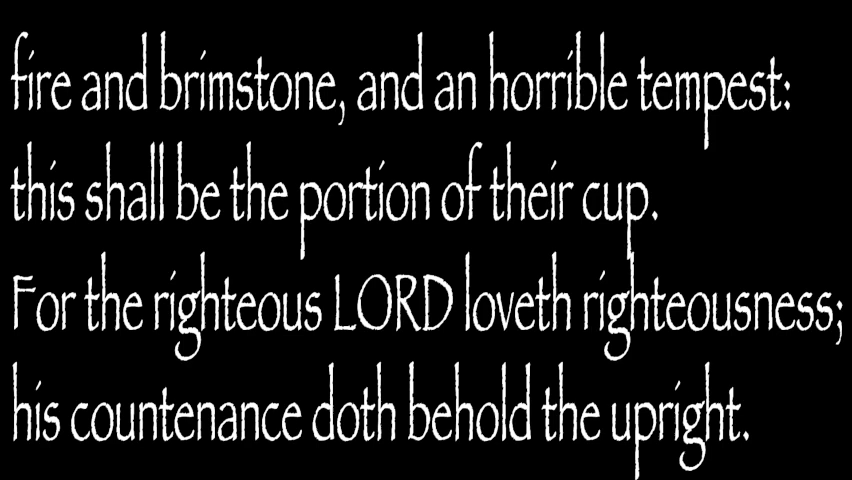 fire and brimstone, and an horrible tempest:
this shall be the portion of their cup.
For the righteous LORD loveth righteousness;
his countenance doth behold the upright.